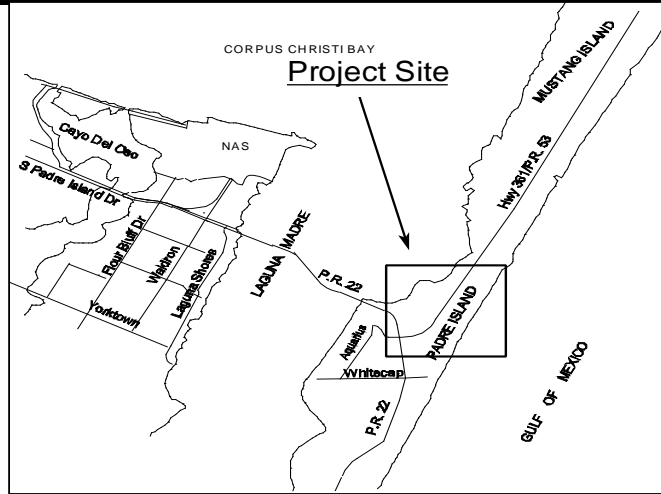 CORPUS CHRISTI BAY
Project Site
MUSTANG ISLAND
Cayo Del Oso
NAS
S Padre Island Dr
Hwy 361/P.R. 53
Flour Bluff Dr
Waldron
Laguna Shores
LAGUNA MADRE
P.R. 22
Yorktown
Aquarius
PADRE ISLAND
Whitecap
P.R. 22
GULF OF MEXICO